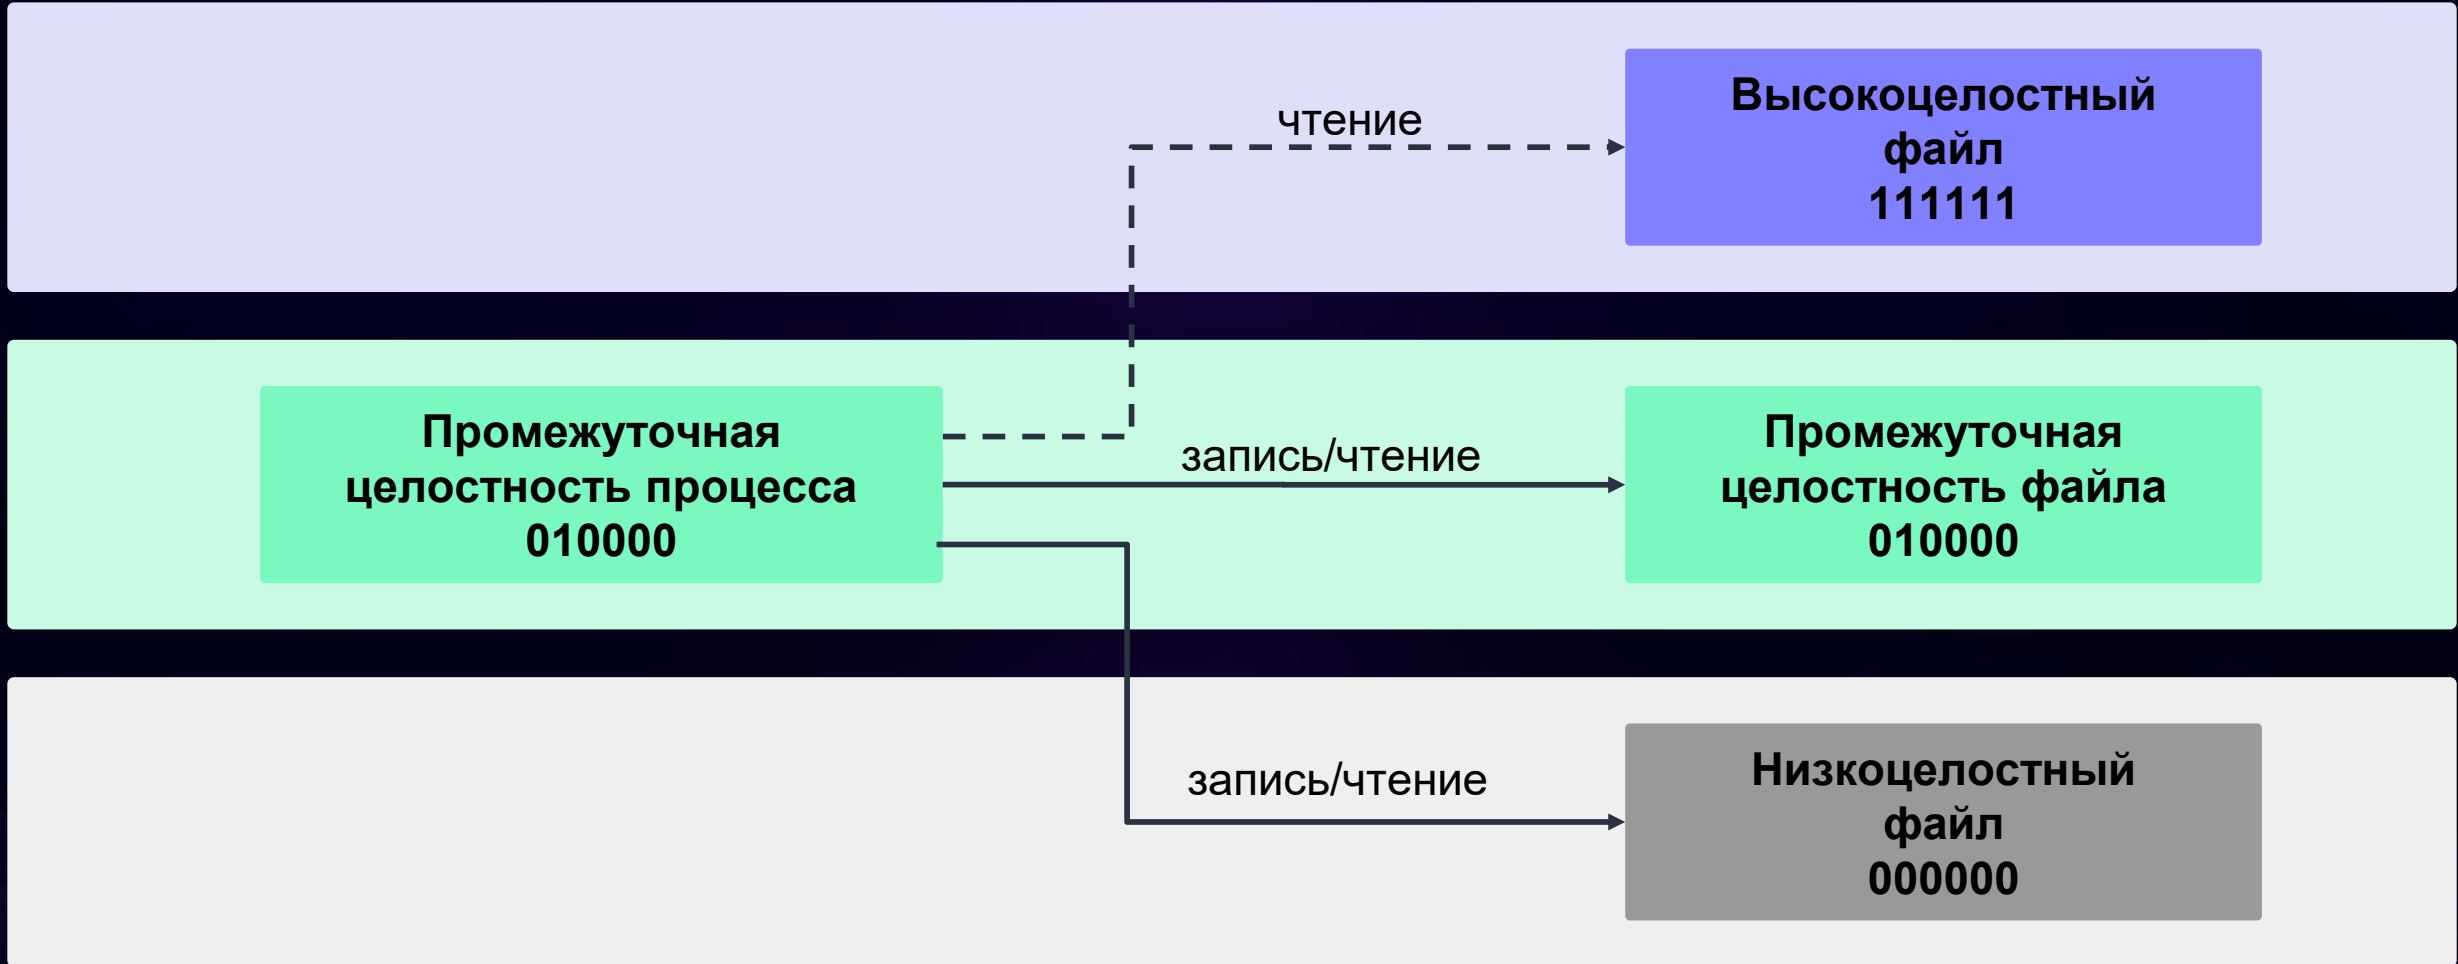 Высокоцелостный
файл
111111
чтение
Промежуточная
целостность процесса
010000
запись/чтение
Промежуточная
целостность файла
010000
запись/чтение
Низкоцелостный
файл
000000